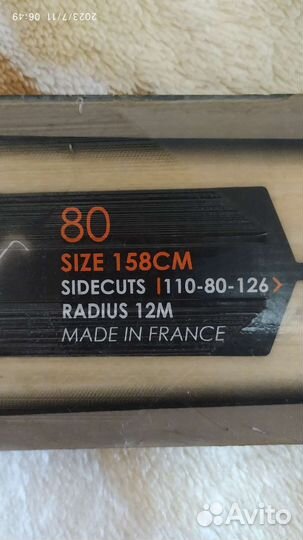 2023/7/11 06:49
80
SIZE 158CM
SIDECUTS |110-80-126>
RADIUS 12M
MADE IN FRANCE
Avito